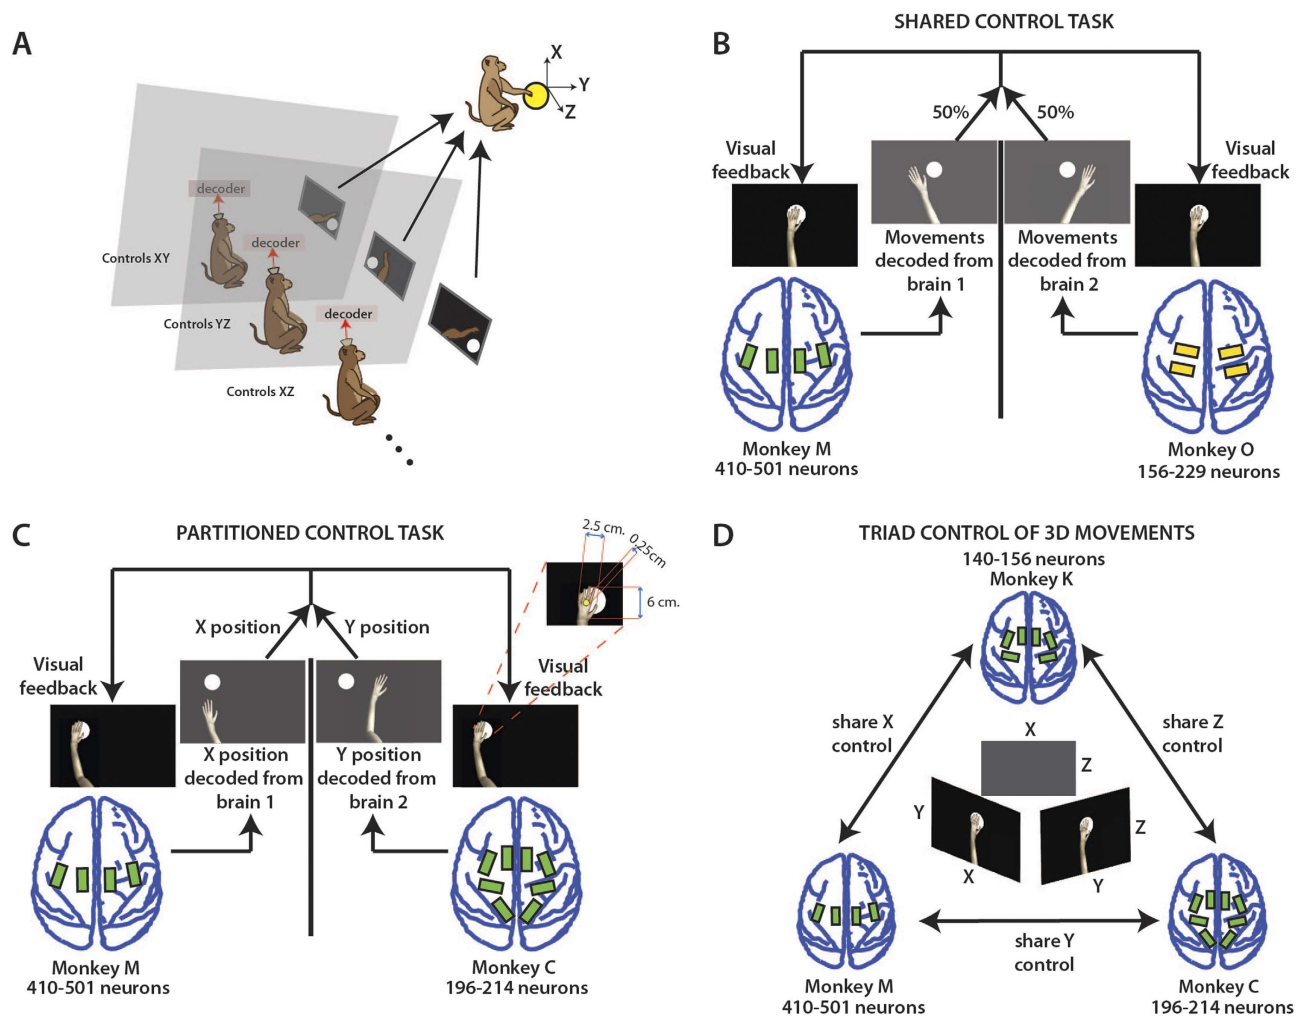 A
X
Y
Z
decoder
decoder
decoder
Controls XY
Controls YZ
Controls XZ
B
SHARED CONTROL TASK
50%
50%
Visual
feedback
Visual
feedback
Movements
decoded from
brain 1
Movements
decoded from
brain 2
Monkey M
410-501 neurons
Monkey O
156-229 neurons
C
PARTITIONED CONTROL TASK
2.5 cm.
0.25cm
6 cm.
X position
Y position
Visual
feedback
Visual
feedback
X position
decoded from
brain 1
Y position
decoded from
brain 2
Monkey M
410-501 neurons
Monkey C
196-214 neurons
D
TRIAD CONTROL OF 3D MOVEMENTS
140-156 neurons
Monkey K
share X
control
share Z
control
X
Z
Y
X
Z
Y
share Y
control
Monkey M
410-501 neurons
Monkey C
196-214 neurons